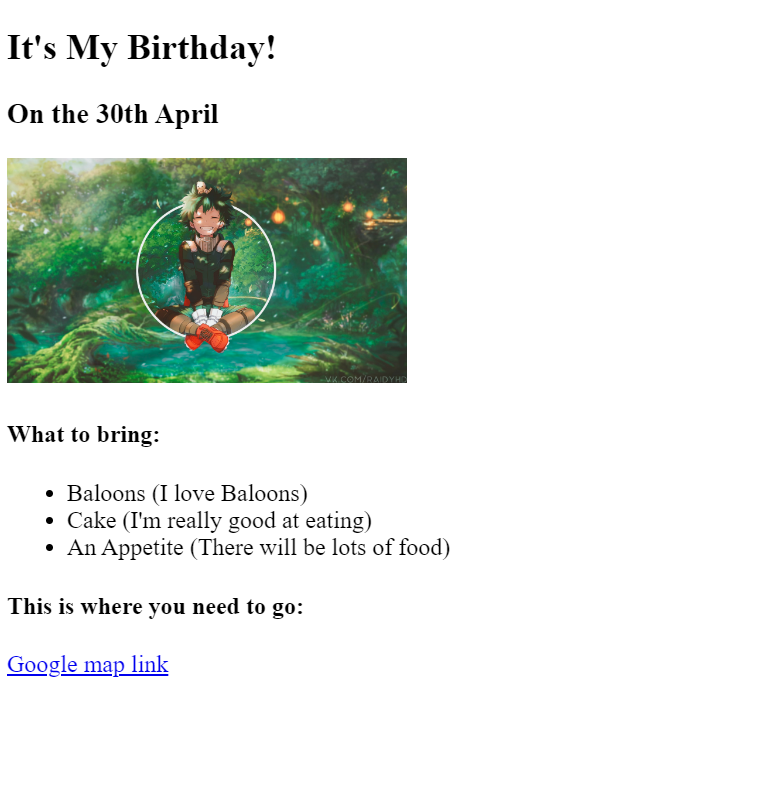 It's My Birthday!
On the 30th April
VK.COM/RAIDYHD
What to bring:
Baloons (I love Baloons)
Cake (I'm really good at eating)
An Appetite (There will be lots of food)
This is where you need to go:
Google map link